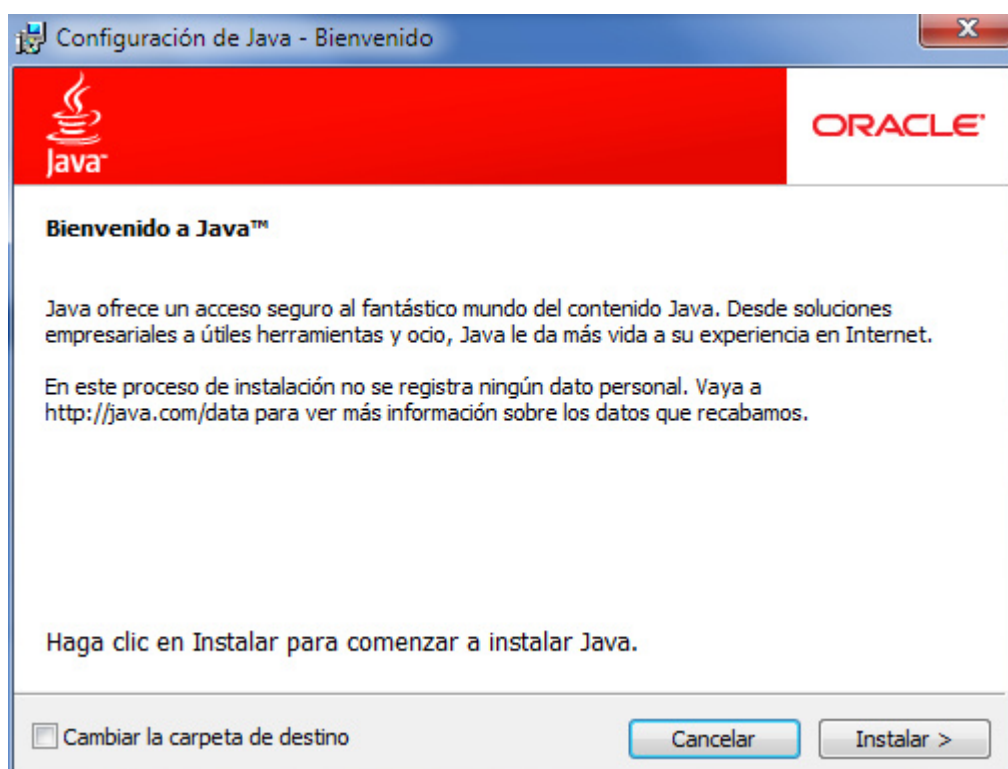 Configuración de Java - Bienvenido
Java™
ORACLE®
Bienvenido a Java™
Java ofrece un acceso seguro al fantástico mundo del contenido Java. Desde soluciones
empresariales a útiles herramientas y ocio, Java le da más vida a su experiencia en Internet.
En este proceso de instalación no se registra ningún dato personal. Vaya a
http://java.com/data para ver más información sobre los datos que recabamos.
Haga clic en Instalar para comenzar a instalar Java.
Cambiar la carpeta de destino
Cancelar
Instalar >